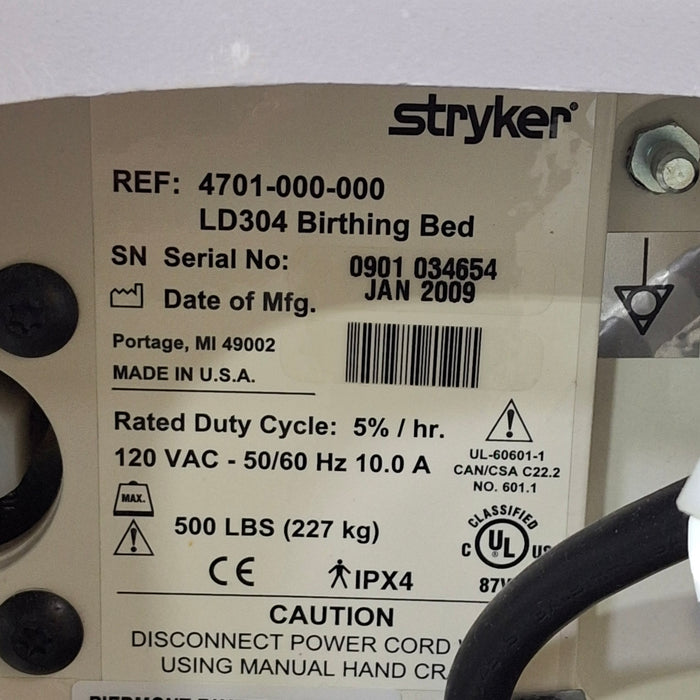 stryker®
REF: 4701-000-000
LD304 Birthing Bed
SN Serial No: 0901 034654
Date of Mfg. JAN 2009
Portage, MI 49002
MADE IN U.S.A.
Rated Duty Cycle: 5% / hr.
120 VAC - 50/60 Hz 10.0 A
UL-60601-1
CAN/CSA C22.2
NO. 601.1
MAX.
500 LBS (227 kg)
CLASSIFIED
C UL® US
CE
IPX4
CAUTION
DISCONNECT POWER CORD
USING MANUAL HAND